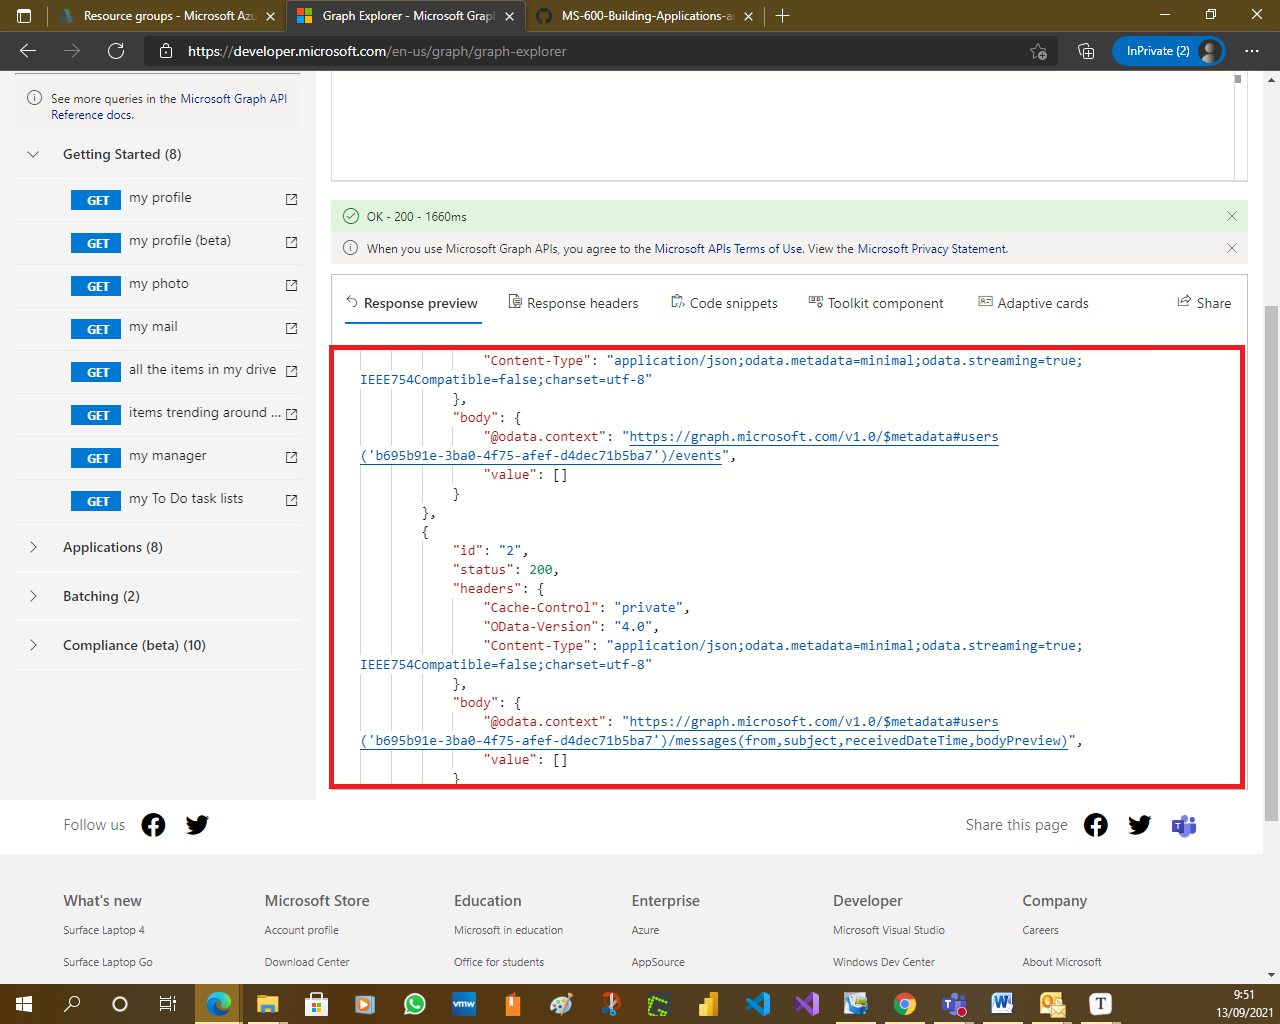 Resource groups - Microsoft Azu
Graph Explorer - Microsoft Grap
MS-600-Building-Applications-a
https://developer.microsoft.com/en-us/graph/graph-explorer
InPrivate (2)
See more queries in the Microsoft Graph API
Reference docs.
Getting Started (8)
GET my profile
GET my profile (beta)
GET my photo
GET my mail
GET all the items in my drive
GET items trending around ...
GET my manager
GET my To Do task lists
Applications (8)
Batching (2)
Compliance (beta) (10)
OK - 200 - 1660ms
When you use Microsoft Graph APIs, you agree to the Microsoft APIs Terms of Use. View the Microsoft Privacy Statement.
Response preview Response headers Code snippets Toolkit component Adaptive cards Share
"Content-Type": "application/json;odata.metadata=minimal;odata.streaming=true;
IEEE754Compatible=false;charset=utf-8"
},
"body": {
"@odata.context": "https://graph.microsoft.com/v1.0/$metadata#users
('b695b91e-3ba0-4f75-afef-d4dec71b5ba7')/events",
"value": []
}
},
{
"id": "2",
"status": 200,
"headers": {
"Cache-Control": "private",
"OData-Version": "4.0",
"Content-Type": "application/json;odata.metadata=minimal;odata.streaming=true;
IEEE754Compatible=false;charset=utf-8"
},
"body": {
"@odata.context": "https://graph.microsoft.com/v1.0/$metadata#users
('b695b91e-3ba0-4f75-afef-d4dec71b5ba7')/messages(from,subject,receivedDateTime,bodyPreview)",
"value": []
}
Follow us
Share this page
What's new Microsoft Store Education Enterprise Developer Company
Surface Laptop 4 Account profile Microsoft in education Azure Microsoft Visual Studio Careers
Surface Laptop Go Download Center Office for students AppSource Windows Dev Center About Microsoft
vmw
9:51
13/09/2021